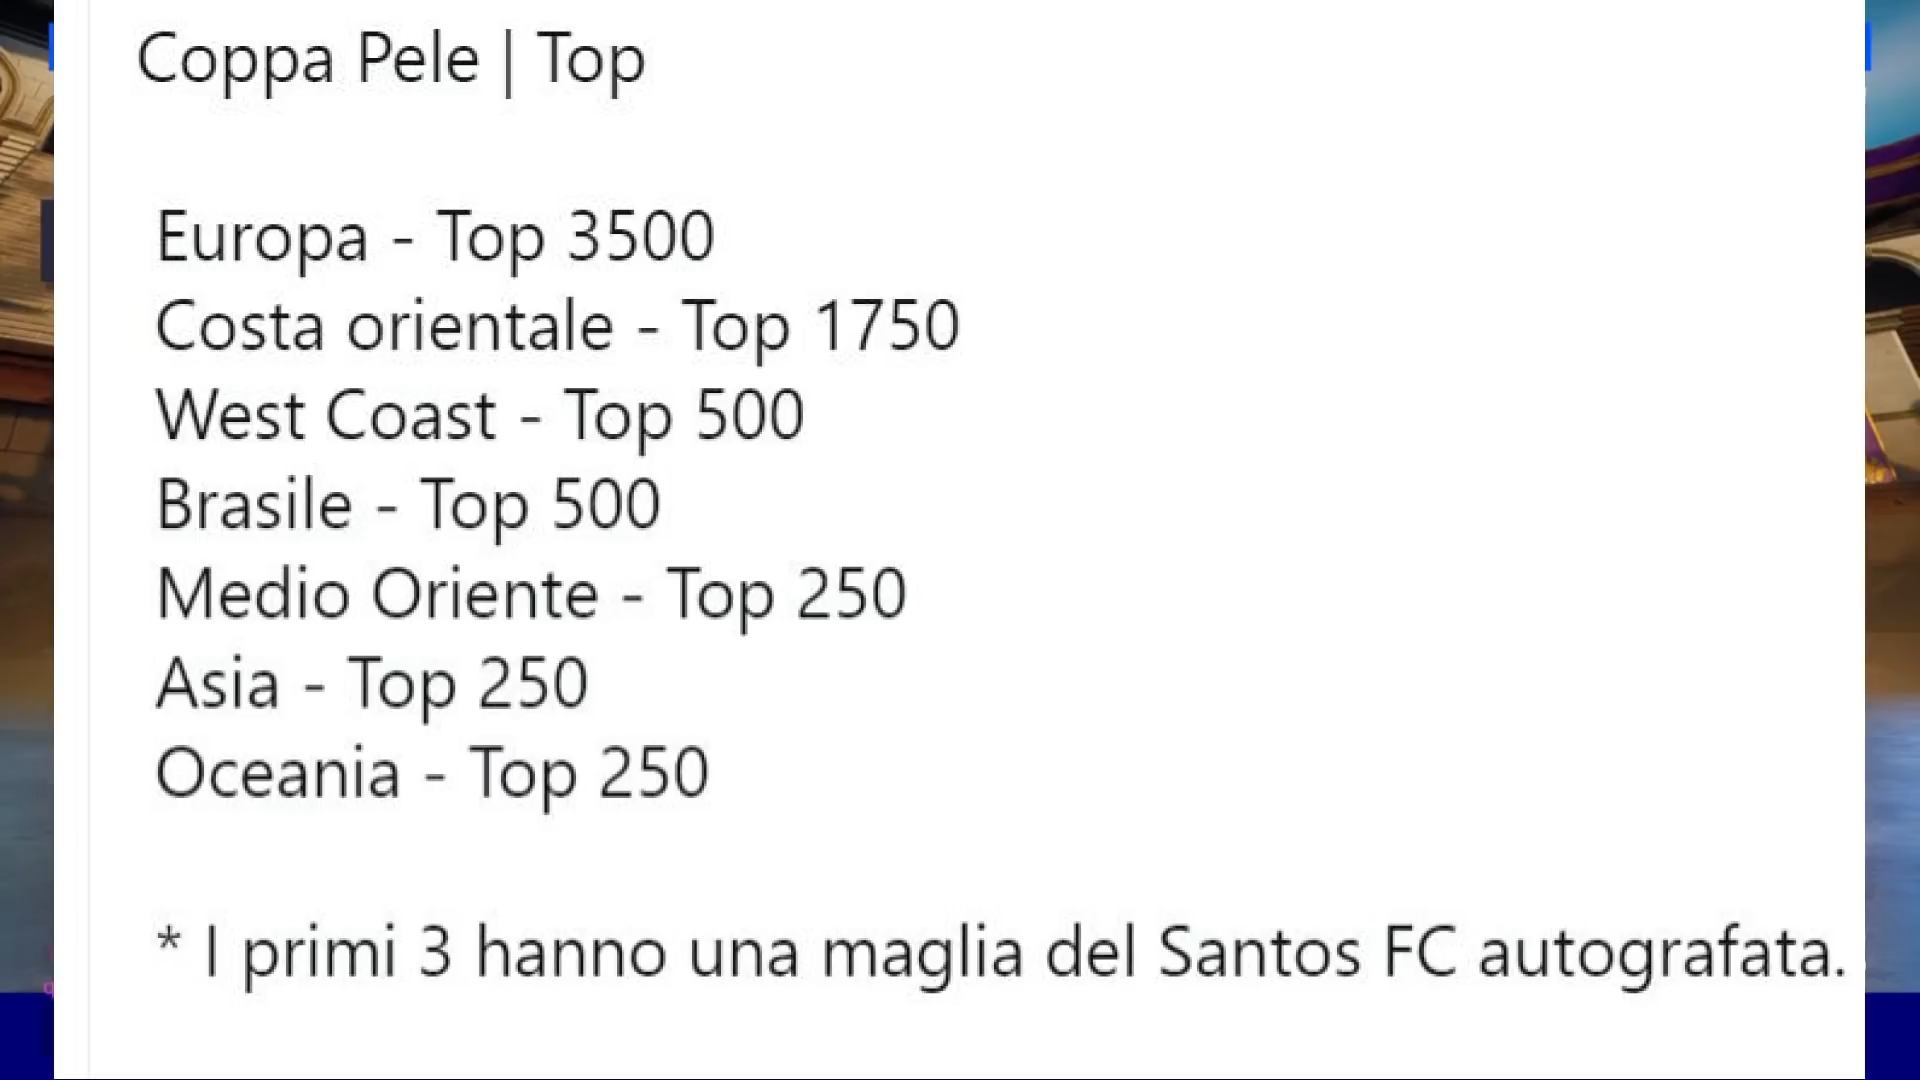 Coppa Pele | Top
Europa - Top 3500
Costa orientale - Top 1750
West Coast - Top 500
Brasile - Top 500
Medio Oriente - Top 250
Asia - Top 250
Oceania - Top 250
* I primi 3 hanno una maglia del Santos FC autografata.